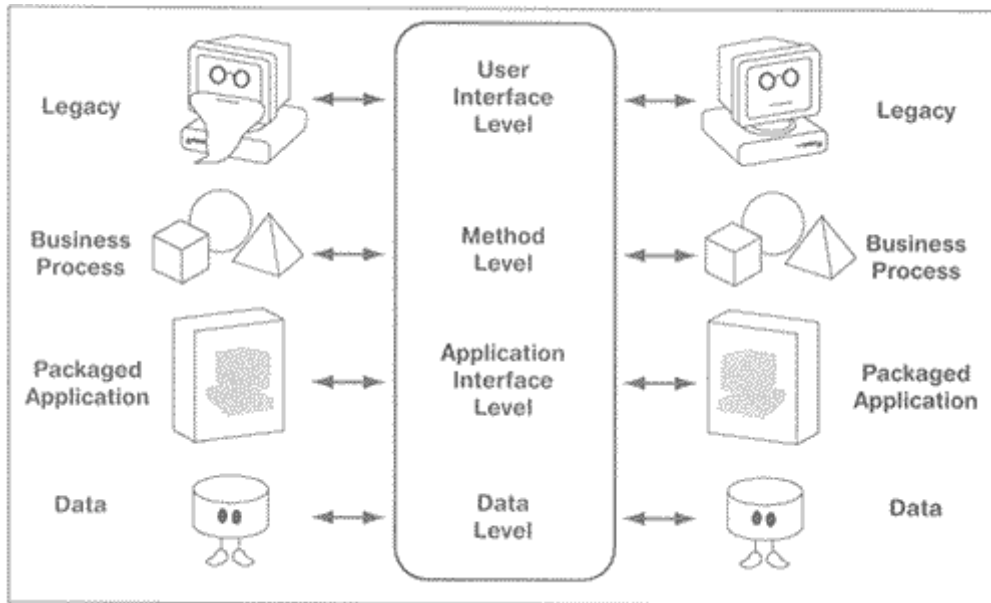 Legacy
User
Interface
Level
Legacy
Business
Process
Method
Level
Business
Process
Packaged
Application
Application
Interface
Level
Packaged
Application
Data
Data
Level
Data